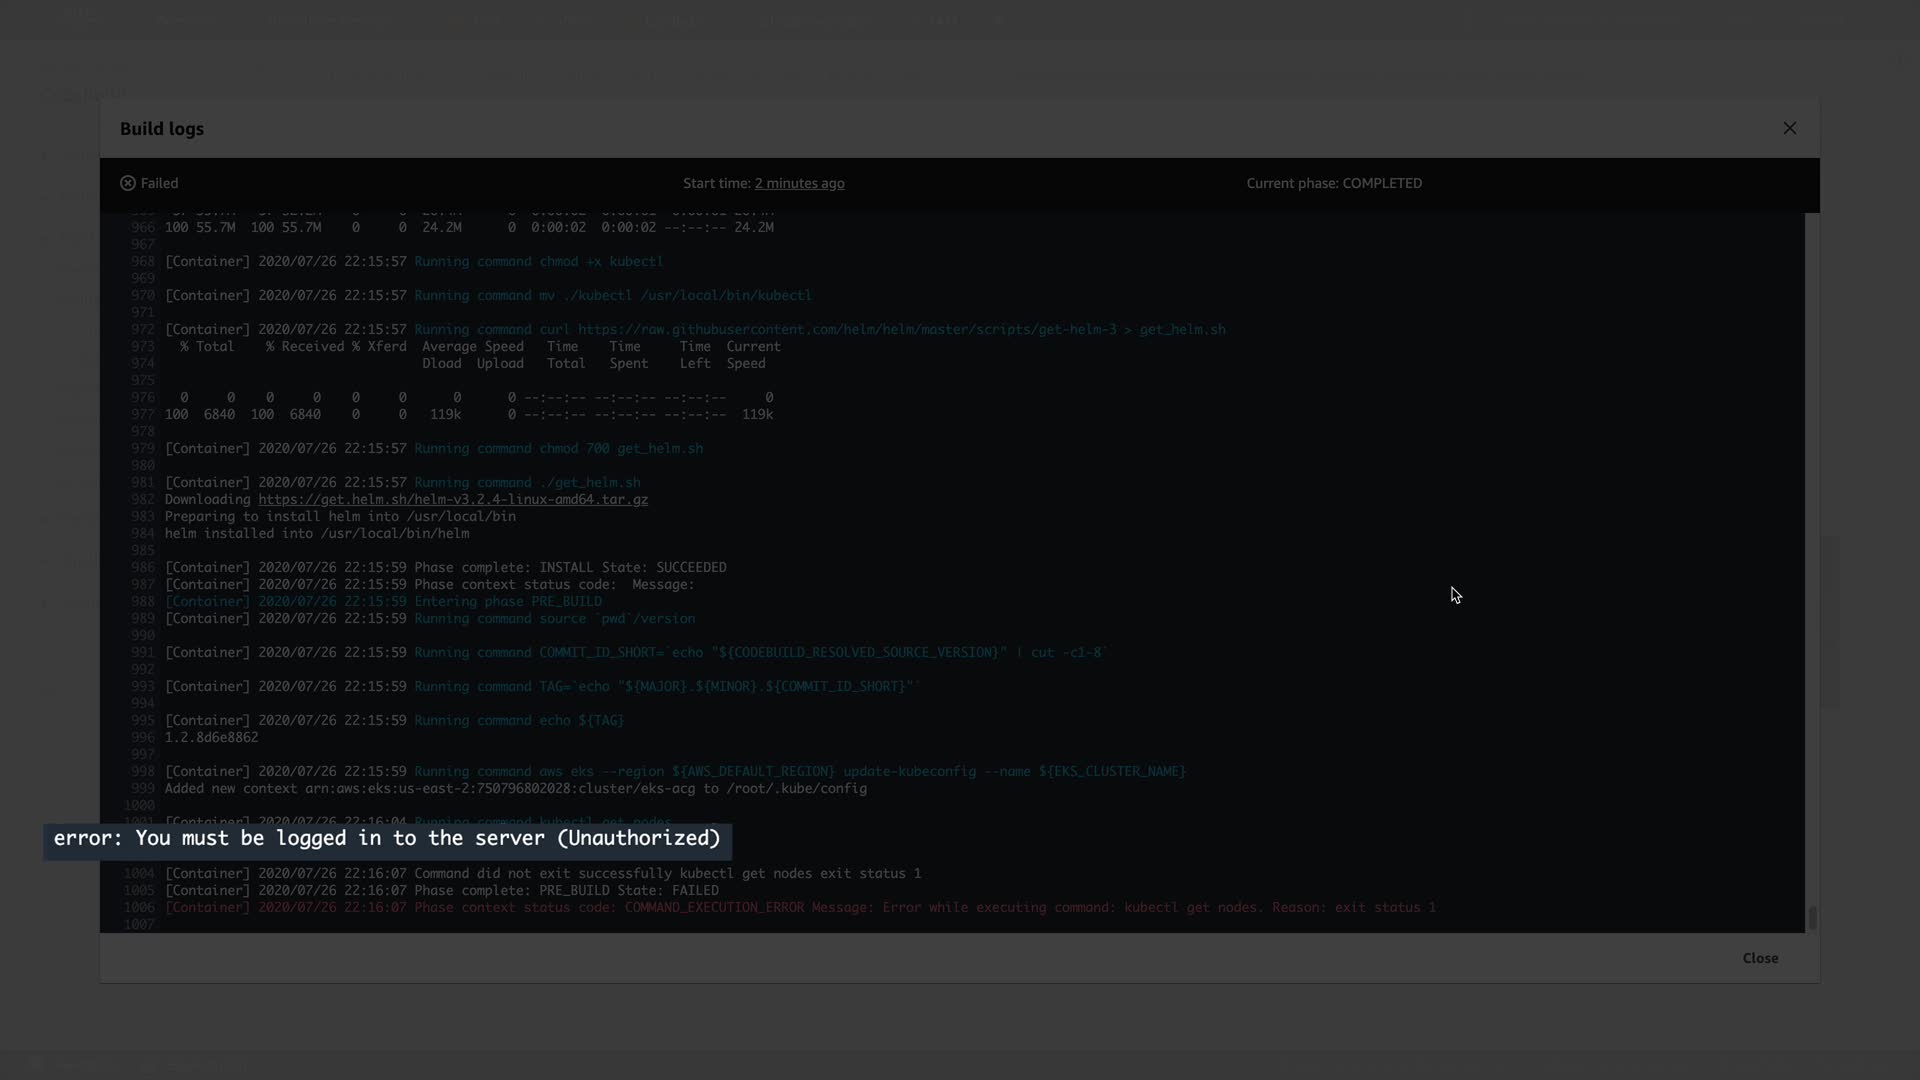 Build logs
Failed
Start time: 2 minutes ago
Current phase: COMPLETED
966 100 55.7M 100 55.7M 0 0 24.2M 0 0:00:02 0:00:02 --:--:-- 24.2M
967
968 [Container] 2020/07/26 22:15:57 Running command chmod +x kubectl
969
970 [Container] 2020/07/26 22:15:57 Running command mv ./kubectl /usr/local/bin/kubectl
971
972 [Container] 2020/07/26 22:15:57 Running command curl https://raw.githubusercontent.com/helm/helm/master/scripts/get-helm-3 > get_helm.sh
973 % Total % Received % Xferd Average Speed Time Time Time Current
974 Dload Upload Total Spent Left Speed
975
976 0 0 0 0 0 0 0 0 --:--:-- --:--:-- --:--:-- 0
977 100 6840 100 6840 0 0 119k 0 --:--:-- --:--:-- --:--:-- 119k
978
979 [Container] 2020/07/26 22:15:57 Running command chmod 700 get_helm.sh
980
981 [Container] 2020/07/26 22:15:57 Running command ./get_helm.sh
982 Downloading https://get.helm.sh/helm-v3.2.4-linux-amd64.tar.gz
983 Preparing to install helm into /usr/local/bin
984 helm installed into /usr/local/bin/helm
985
986 [Container] 2020/07/26 22:15:59 Phase complete: INSTALL State: SUCCEEDED
987 [Container] 2020/07/26 22:15:59 Phase context status code: Message:
988 [Container] 2020/07/26 22:15:59 Entering phase PRE_BUILD
989 [Container] 2020/07/26 22:15:59 Running command source `pwd`/version
990
991 [Container] 2020/07/26 22:15:59 Running command COMMIT_ID_SHORT=`echo "${CODEBUILD_RESOLVED_SOURCE_VERSION}" | cut -c1-8`
992
993 [Container] 2020/07/26 22:15:59 Running command TAG=`echo "${MAJOR}.${MINOR}.${COMMIT_ID_SHORT}"`
994
995 [Container] 2020/07/26 22:15:59 Running command echo ${TAG}
996 1.2.8d6e8862
997
998 [Container] 2020/07/26 22:15:59 Running command aws eks --region ${AWS_DEFAULT_REGION} update-kubeconfig --name ${EKS_CLUSTER_NAME}
999 Added new context arn:aws:eks:us-east-2:750796802028:cluster/eks-acg to /root/.kube/config
1000
1001 [Container] 2020/07/26 22:16:04 Running command kubectl get nodes
error: You must be logged in to the server (Unauthorized)
1004 [Container] 2020/07/26 22:16:07 Command did not exit successfully kubectl get nodes exit status 1
1005 [Container] 2020/07/26 22:16:07 Phase complete: PRE_BUILD State: FAILED
1006 [Container] 2020/07/26 22:16:07 Phase context status code: COMMAND_EXECUTION_ERROR Message: Error while executing command: kubectl get nodes. Reason: exit status 1
1007
Close